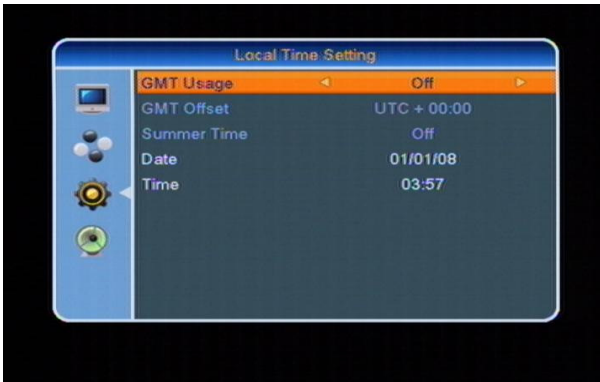 Local Time Setting
GMT Usage Off
GMT Offset UTC + 00:00
Summer Time Off
Date 01/01/08
Time 03:57